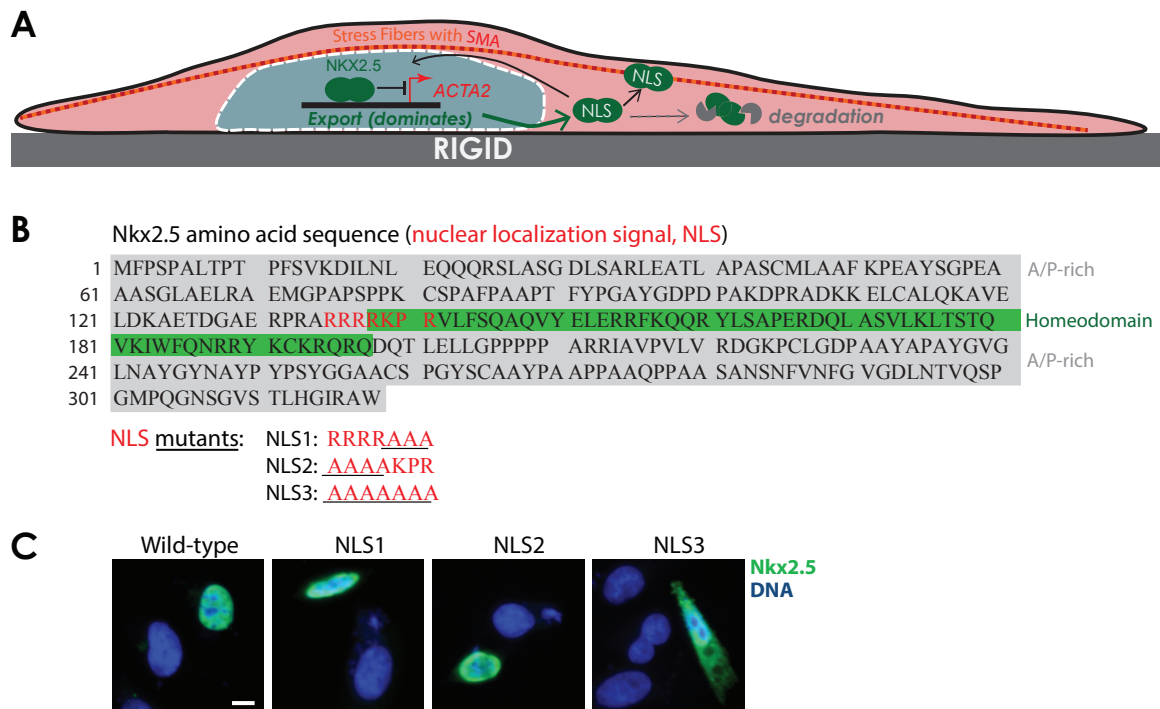 A
Stress Fibers with SMA
NKX2.5
ACTA2
NLS
NLS
Export (dominates)
degradation
RIGID
B
Nkx2.5 amino acid sequence (nuclear localization signal, NLS)
1 MFPSPALTPT PFSVKDILNL EQQQRSLASG DLSARLEATL APASCMLAAF KPEAYSGPEA A/P-rich
61 AASGLAELRA EMGPAPSPPK CSPAFPAAPT FYPGAYGDPD PAKDPRADKK ELCALQKAVE
121 LDKAETDGAE RPRARRRRKP RVLFSQAQVY ELERRFKQQR YLSAPERDQL ASVLKLTSTQ Homeodomain
181 VKIWFQNRRY KCKRQRQDQT LELLGPPPPP ARRIAVPVLV RDGKPCLGDP AAYAPAYGVG
A/P-rich
241 LNAYGYNAYP YPSYGGAACS PGYSCAAYPA APPAAQPPAA SANSNFVNFG VGDLNTVQSP
301 GMPQGNSGVS TLHGIRAW
NLS mutants: NLS1: RRRRAAA
NLS2: AAAAKPR
NLS3: AAAAAAA
C
Wild-type NLS1 NLS2 NLS3
Nkx2.5
DNA